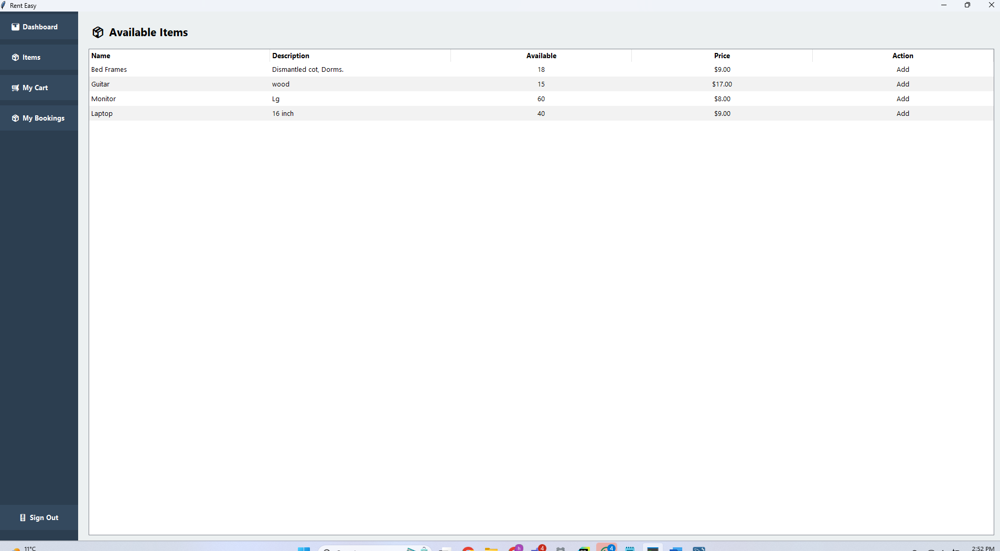 Rent Easy
Dashboard
Items
My Cart
My Bookings
Sign Out
Available Items
Name Description Available Price Action
Bed Frames Dismantled cot, Dorms. 18 $9.00 Add
Guitar wood 15 $17.00 Add
Monitor Lg 60 $8.00 Add
Laptop 16 inch 40 $9.00 Add
11°C
h
4
4
2:52 PM